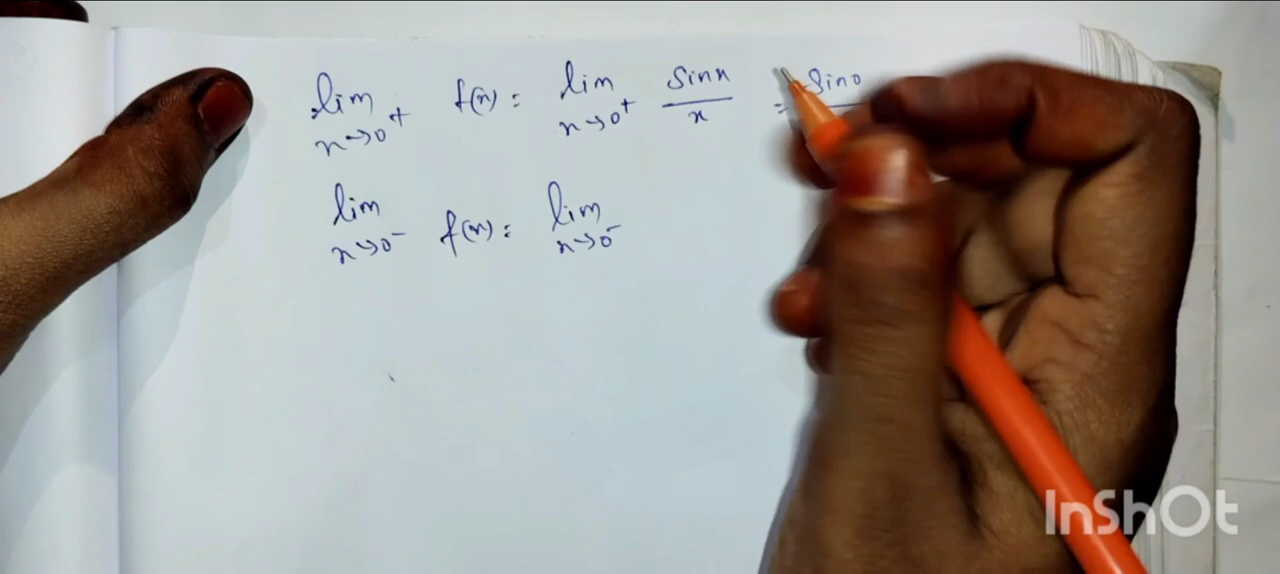 lim x→0⁺ f(x) = lim x→0⁺ sinx/x = sin0
lim x→0⁻ f(x) = lim x→0⁻
InShOt